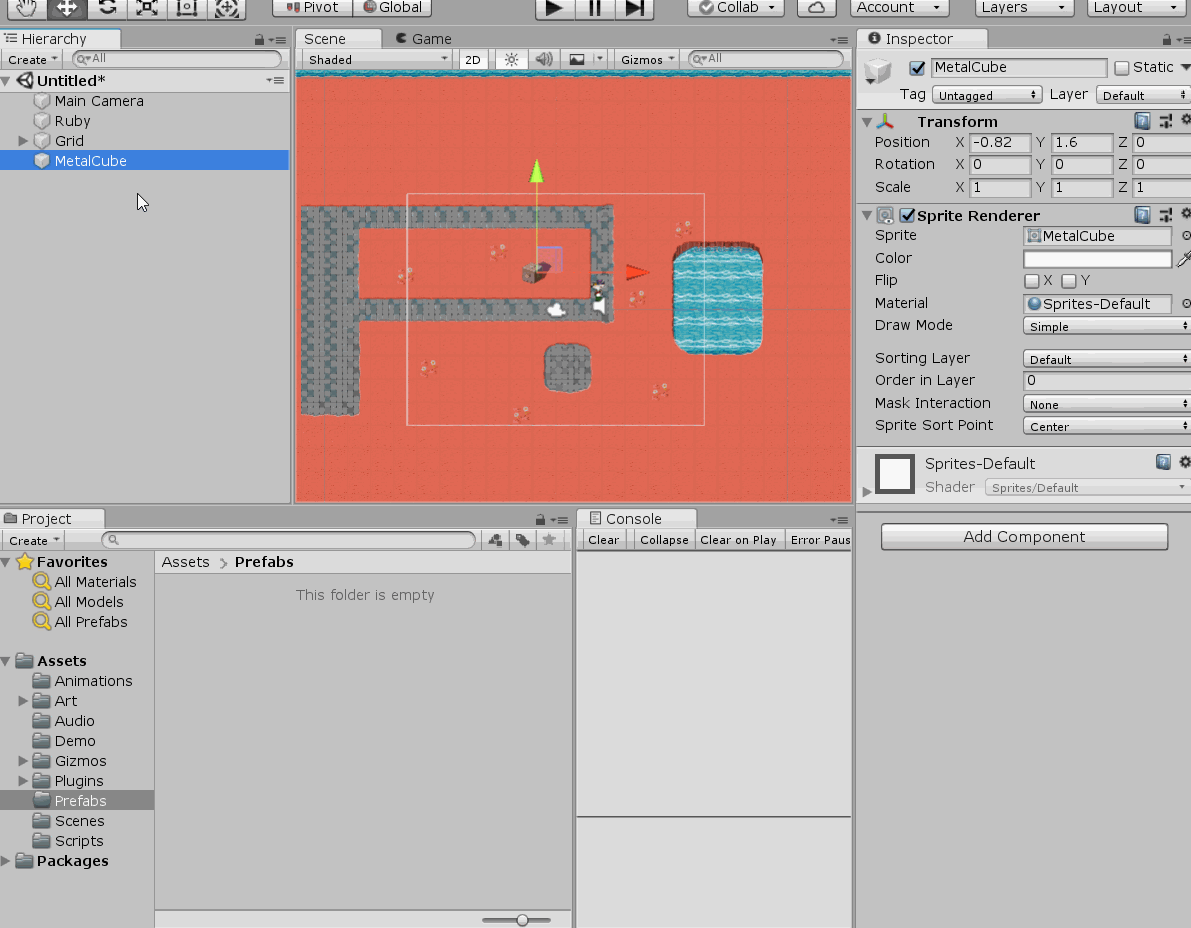 Pivot Global Collab Account Layers Layout
Hierarchy
Create All
Untitled*
Main Camera
Ruby
Grid
MetalCube
Scene Game
Shaded 2D Gizmos All
Inspector
MetalCube Static
Tag Untagged Layer Default
Transform
Position X -0.82 Y 1.6 Z 0
Rotation X 0 Y 0 Z 0
Scale X 1 Y 1 Z 1
Sprite Renderer
Sprite MetalCube
Color
Flip X Y
Material Sprites-Default
Draw Mode Simple
Sorting Layer Default
Order in Layer 0
Mask Interaction None
Sprite Sort Point Center
Sprites-Default
Shader Sprites/Default
Add Component
Project
Create
Favorites
All Materials
All Models
All Prefabs
Assets
Animations
Art
Audio
Demo
Gizmos
Plugins
Prefabs
Scenes
Scripts
Packages
Assets Prefabs
This folder is empty
Console
Clear Collapse Clear on Play Error Paus